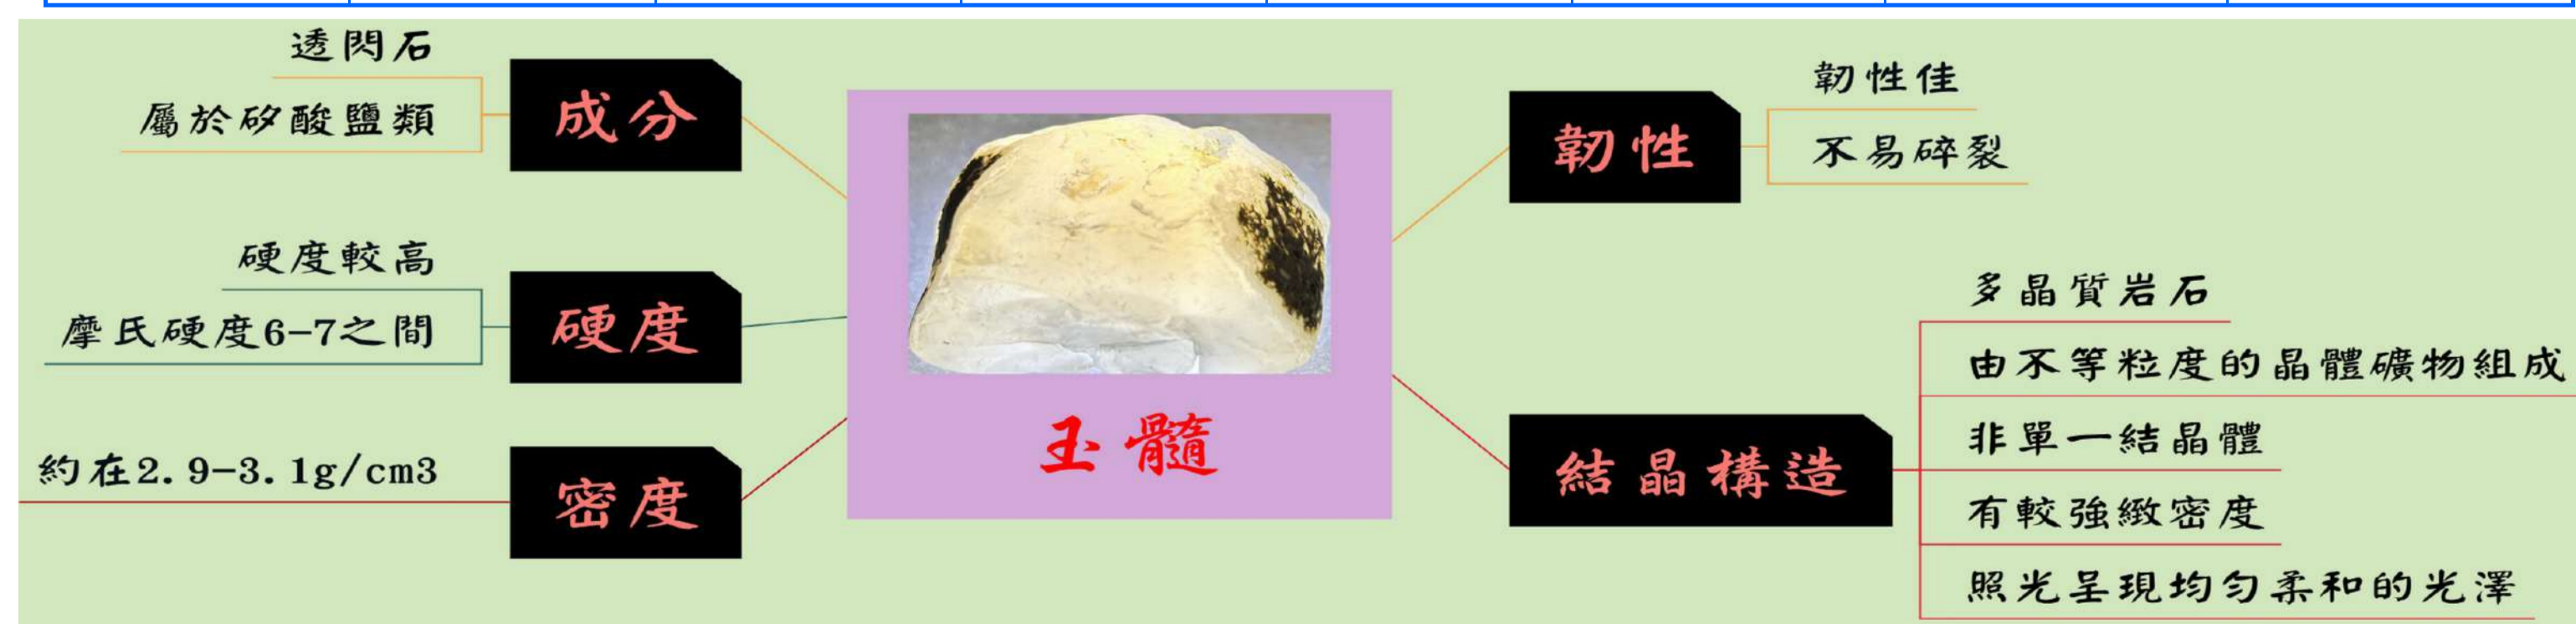 透閃石
屬於矽酸鹽類
成分
硬度較高
摩氏硬度6-7之間
硬度
約在2.9-3.1g/cm3
密度
玉髓
韌性
韌性佳
不易碎裂
結晶構造
多晶質岩石
由不等粒度的晶體礦物組成
非單一結晶體
有較強緻密度
照光呈現均勻柔和的光澤